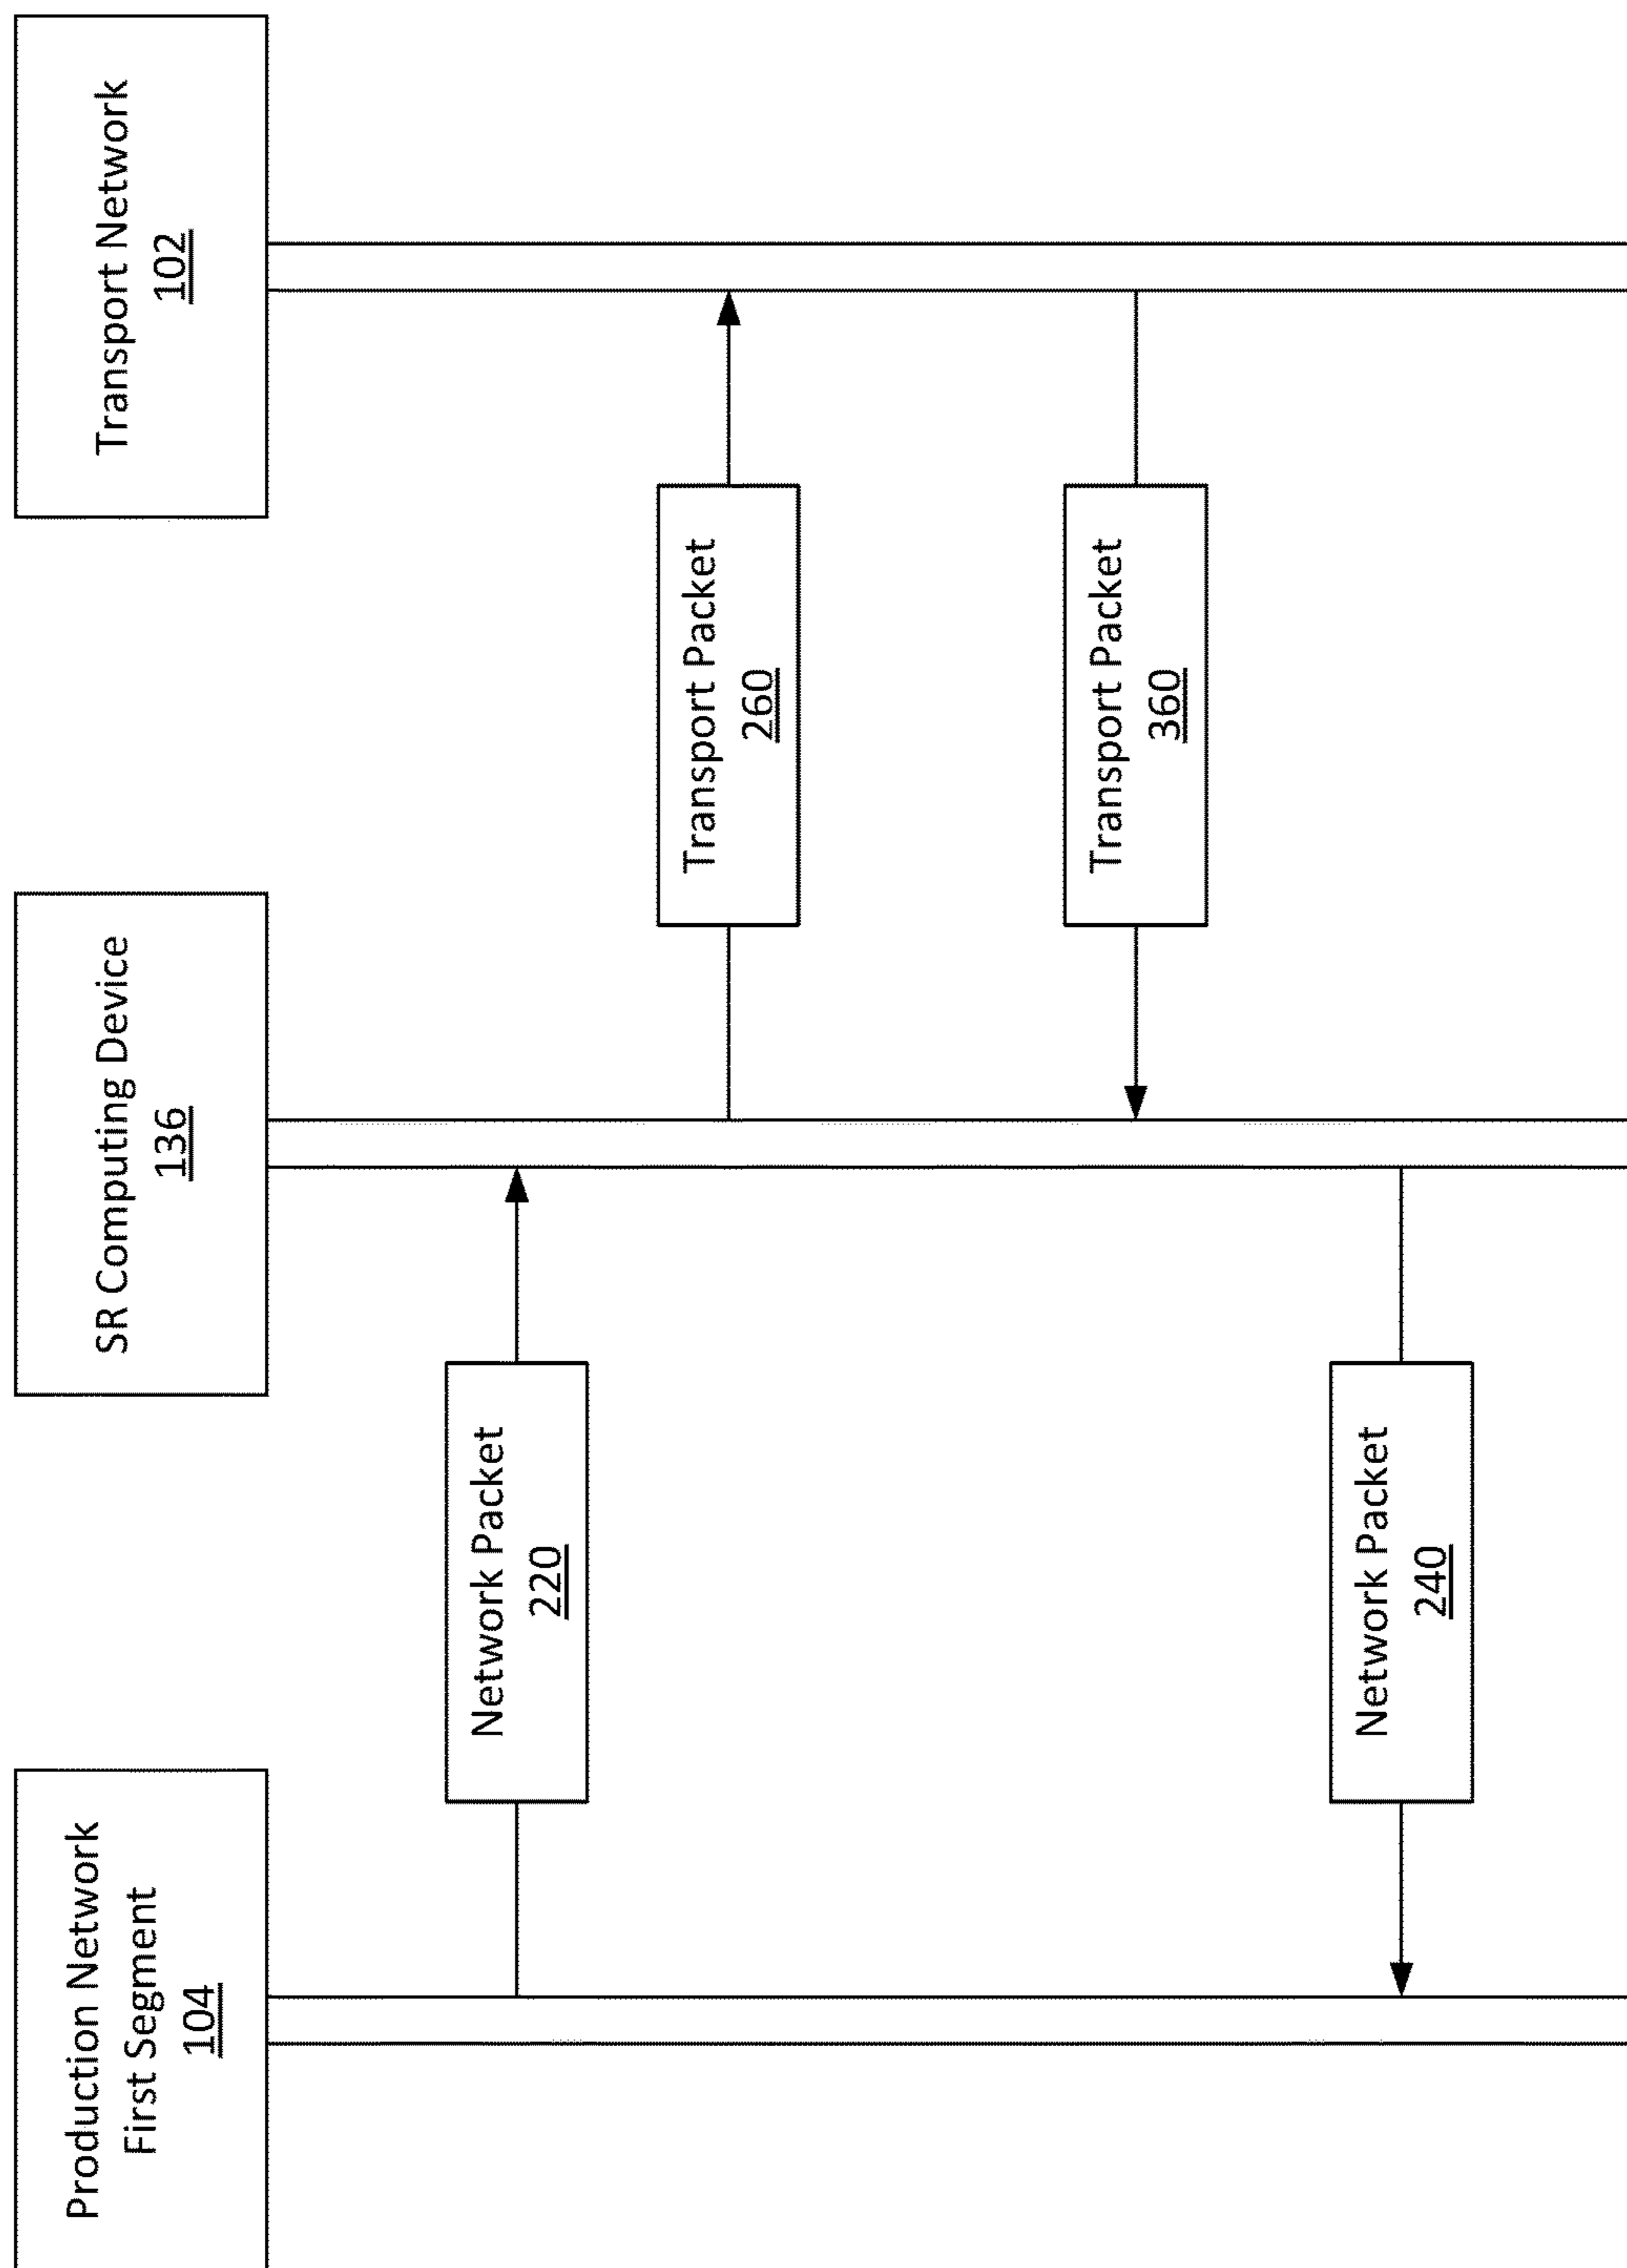 Production Network
First Segment
104
SR Computing Device
136
Transport Network
102
Network Packet
220
Transport Packet
260
Transport Packet
360
Network Packet
240